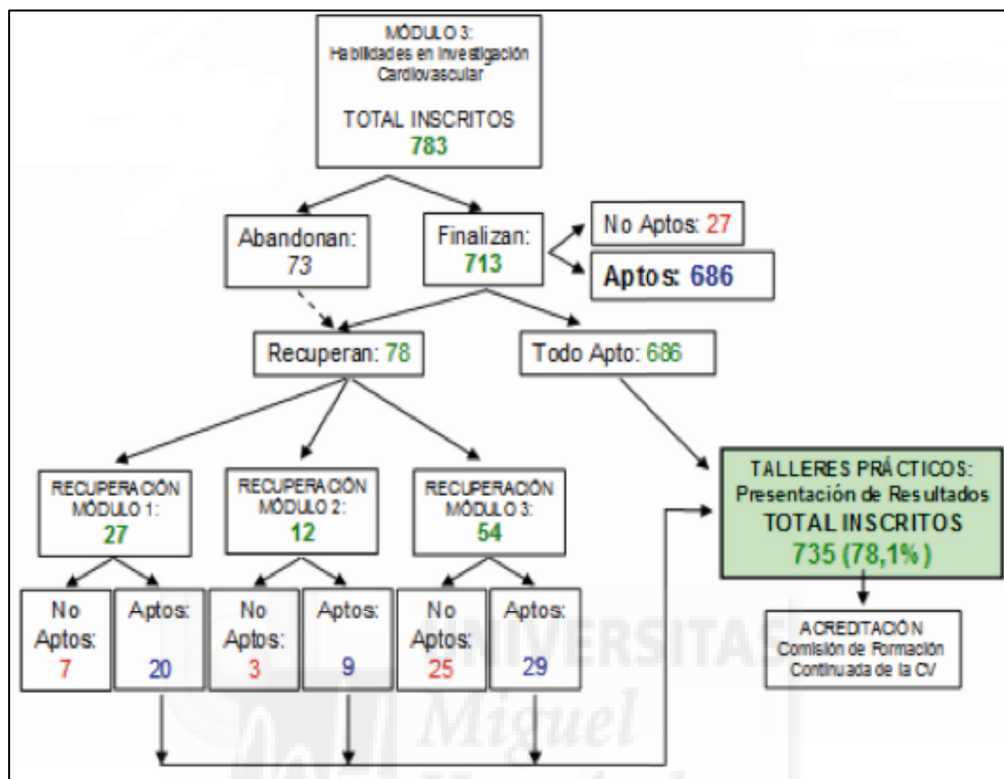 MÓDULO 3:
Habilidades en Investigación
Cardiovascular
TOTAL INSCRITOS
783
Abandonan:
73
Finalizan:
713
No Aptos: 27
Aptos: 686
Recuperan: 78
Todo Apto: 686
RECUPERACIÓN
MÓDULO 1:
27
RECUPERACIÓN
MÓDULO 2:
12
RECUPERACIÓN
MÓDULO 3:
54
TALLERES PRÁCTICOS:
Presentación de Resultados
TOTAL INSCRITOS
735 (78,1%)
No
Aptos:
7
Aptos:
20
No
Aptos:
3
Aptos:
9
No
Aptos:
25
Aptos:
29
ACREDITACIÓN
Comisión de Formación
Continuada de la CV
UNIVERSITAS
Miguel